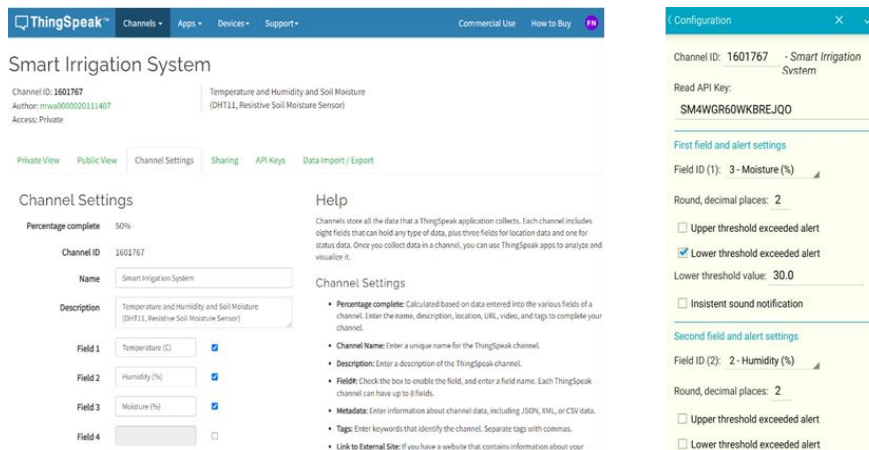 ThingSpeak™ Channels Apps Devices Support Commercial Use How to Buy FN
Smart Irrigation System
Channel ID: 1601767
Author: mwa0000020111407
Access: Private
Temperature and Humidity and Soil Moisture
(DHT11, Resistive Soil Moisture Sensor)
Private View Public View Channel Settings Sharing API Keys Data Import / Export
Channel Settings
Percentage complete 50%
Channel ID 1601767
Name Smart Irrigation System
Description Temperature and Humidity and Soil Moisture
(DHT11, Resistive Soil Moisture Sensor)
Field 1 Temperature (C)
Field 2 Humidity (%)
Field 3 Moisture (%)
Field 4
Help
Channels store all the data that a ThingSpeak application collects. Each channel includes
eight fields that can hold any type of data, plus three fields for location data and one for
status data. Once you collect data in a channel, you can use ThingSpeak apps to analyze and
visualize it.
Channel Settings
• Percentage complete: Calculated based on data entered into the various fields of a
channel. Enter the name, description, location, URL, video, and tags to complete your
channel.
• Channel Name: Enter a unique name for the ThingSpeak channel.
• Description: Enter a description of the ThingSpeak channel.
• Field#: Check the box to enable the field, and enter a field name. Each ThingSpeak
channel can have up to 8 fields.
• Metadata: Enter information about channel data, including JSON, XML, or CSV data.
• Tags: Enter keywords that identify the channel. Separate tags with commas.
• Link to External Site: If you have a website that contains information about your
Configuration
Channel ID: 1601767 - Smart Irrigation
System
Read API Key:
SM4WGR60WKBREJQO
First field and alert settings
Field ID (1): 3 - Moisture (%)
Round, decimal places: 2
Upper threshold exceeded alert
Lower threshold exceeded alert
Lower threshold value: 30.0
Insistent sound notification
Second field and alert settings
Field ID (2): 2 - Humidity (%)
Round, decimal places: 2
Upper threshold exceeded alert
Lower threshold exceeded alert